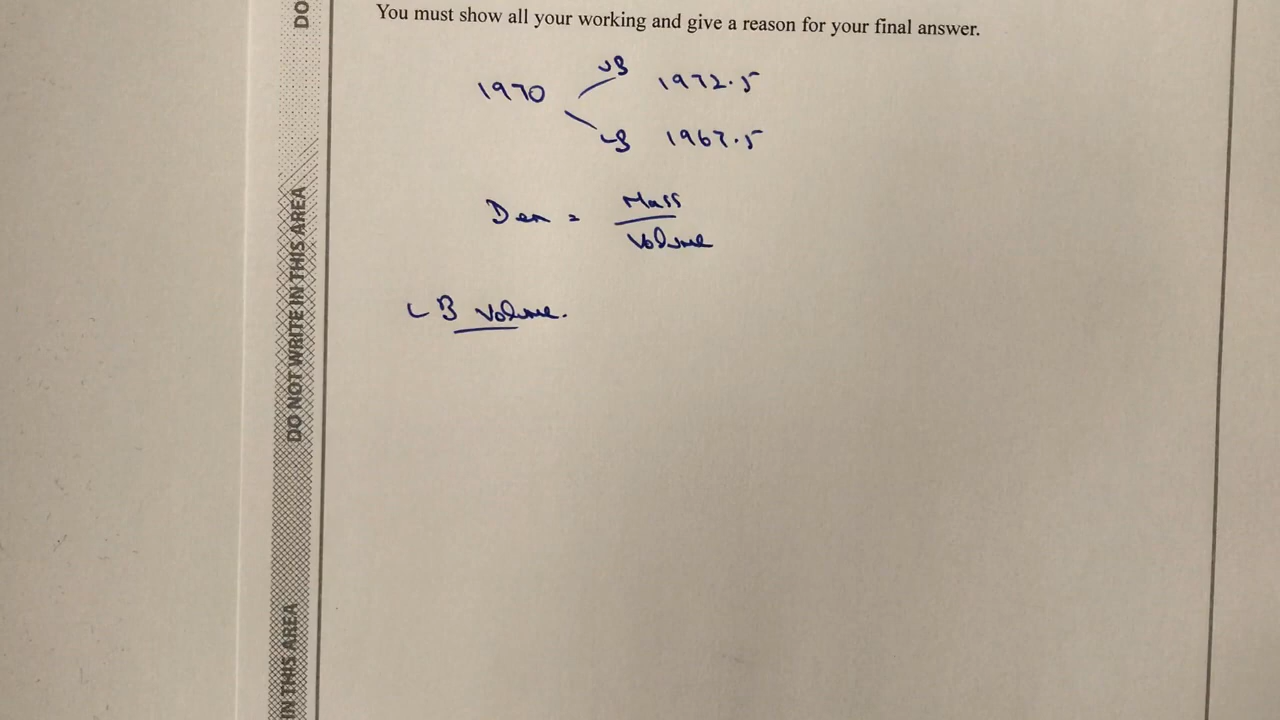 You must show all your working and give a reason for your final answer.
1970
UB 1972.5
LB 1967.5
Den = Mass
Volume
LB Volume.
DO
DO NOT WRITE IN THIS AREA
IN THIS AREA